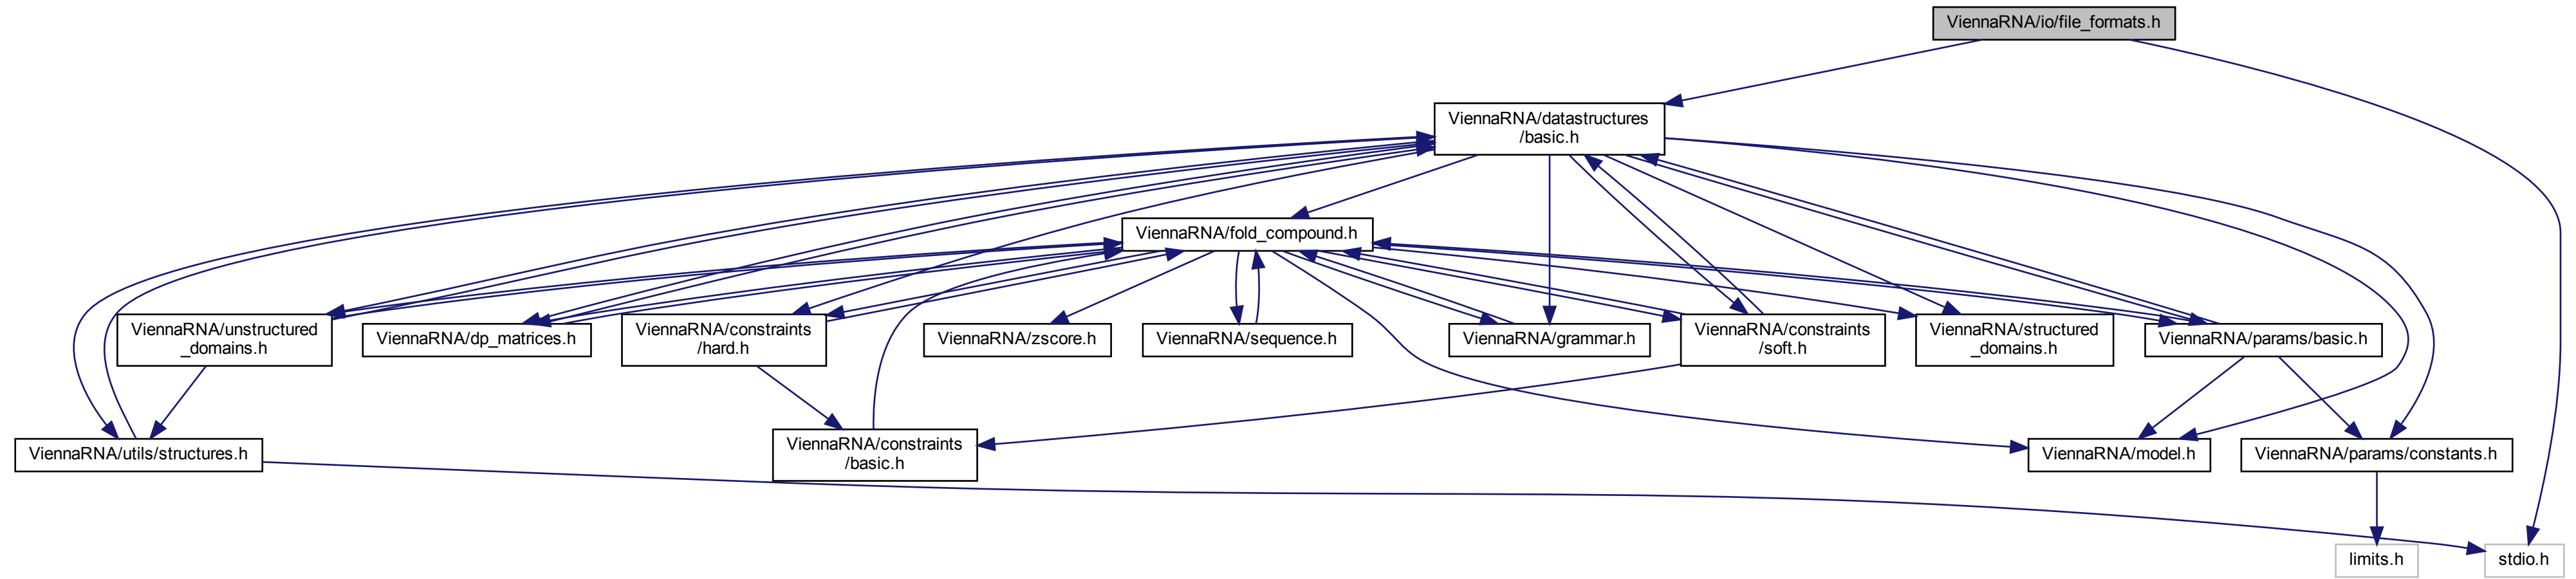 ViennaRNA/io/file_formats.h
ViennaRNA/datastructures
/basic.h
ViennaRNA/fold_compound.h
ViennaRNA/unstructured
_domains.h
ViennaRNA/dp_matrices.h
ViennaRNA/constraints
/hard.h
ViennaRNA/zscore.h
ViennaRNA/sequence.h
ViennaRNA/grammar.h
ViennaRNA/constraints
/soft.h
ViennaRNA/structured
_domains.h
ViennaRNA/params/basic.h
ViennaRNA/utils/structures.h
ViennaRNA/constraints
/basic.h
ViennaRNA/model.h
ViennaRNA/params/constants.h
limits.h
stdio.h